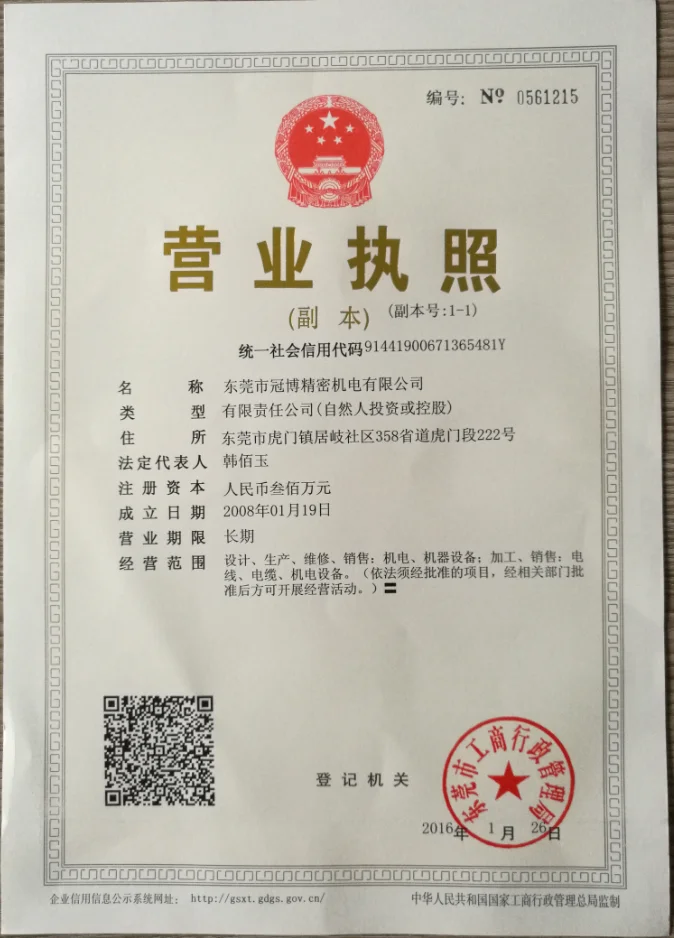 编号: Nº 0561215
营业执照
(副 本) (副本号:1-1)
统一社会信用代码91441900671365481Y
名 称 东莞市冠博精密机电有限公司
类 型 有限责任公司(自然人投资或控股)
住 所 东莞市虎门镇居岐社区358省道虎门段222号
法定代表人 韩佰玉
注册资本 人民币叁佰万元
成立日期 2008年01月19日
营业期限 长期
经营范围 设计、生产、维修、销售：机电、机器设备；加工、销售：电
线、电缆、机电设备。（依法须经批准的项目，经相关部门批
准后方可开展经营活动。）〓
东莞市工商行政管理局
登记机关
2016年 1月 26日
企业信用信息公示系统网址: http://gsxt.gdgs.gov.cn/ 中华人民共和国国家工商行政管理总局监制